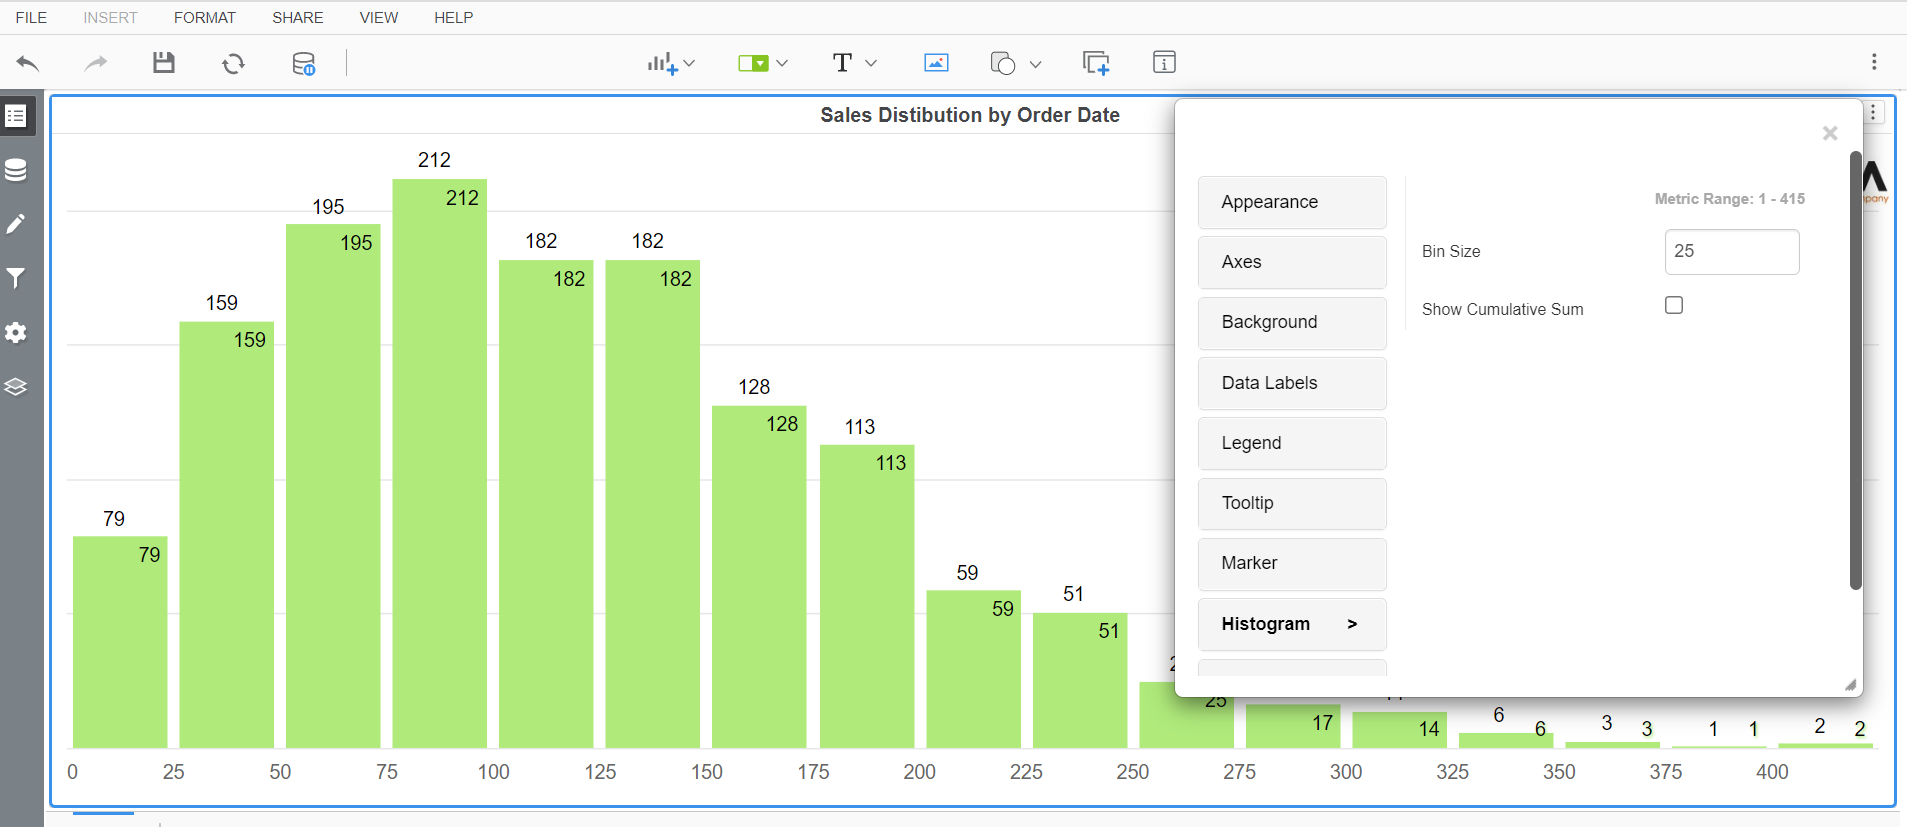 FILE INSERT FORMAT SHARE VIEW HELP
T
Sales Distibution by Order Date
Appearance
Axes
Background
Data Labels
Legend
Tooltip
Marker
Histogram >
Metric Range: 1 - 415
Bin Size 25
Show Cumulative Sum
79 159 195 212 182 182 128 113 59 51 6 3 1 2
79 159 195 212 182 182 128 113 59 51 25 17 14 6 3 1 2
0 25 50 75 100 125 150 175 200 225 250 275 300 325 350 375 400